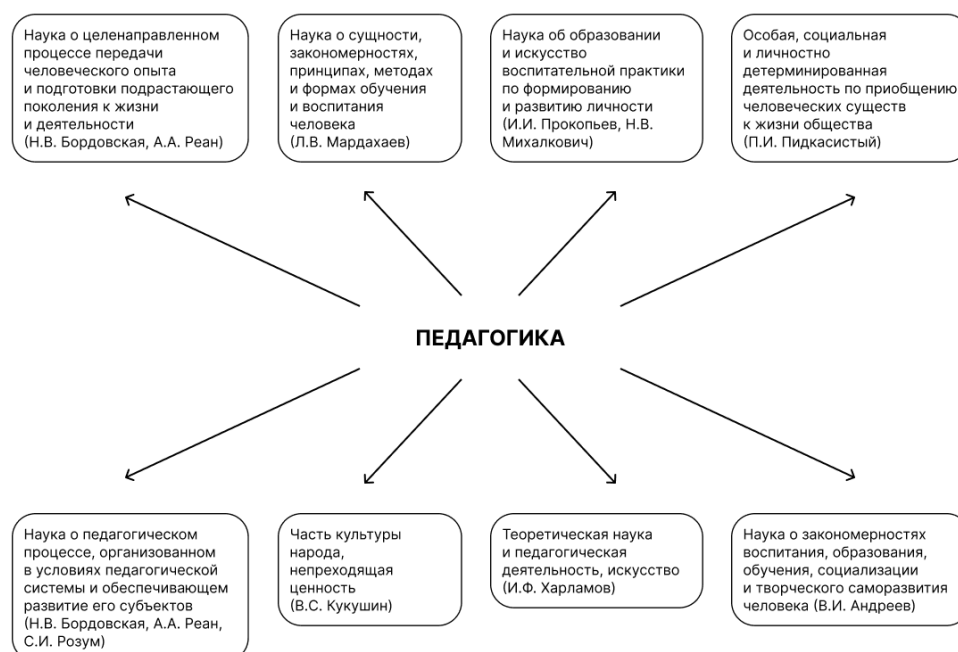 Наука о целенаправленном
процессе передачи
человеческого опыта
и подготовки подрастающего
поколения к жизни
и деятельности
(Н.В. Бордовская, А.А. Реан)
Наука о сущности,
закономерностях,
принципах, методах
и формах обучения
и воспитания
человека
(Л.В. Мардахаев)
Наука об образовании
и искусство
воспитательной практики
по формированию
и развитию личности
(И.И. Прокопьев, Н.В.
Михалкович)
Особая, социальная
и личностно
детерминированная
деятельность по приобщению
человеческих существ
к жизни общества
(П.И. Пидкасистый)
ПЕДАГОГИКА
Наука о педагогическом
процессе, организованном
в условиях педагогической
системы и обеспечивающем
развитие его субъектов
(Н.В. Бордовская, А.А. Реан,
С.И. Розум)
Часть культуры
народа,
непреходящая
ценность
(В.С. Кукушин)
Теоретическая наука
и педагогическая
деятельность, искусство
(И.Ф. Харламов)
Наука о закономерностях
воспитания, образования,
обучения, социализации
и творческого саморазвития
человека (В.И. Андреев)